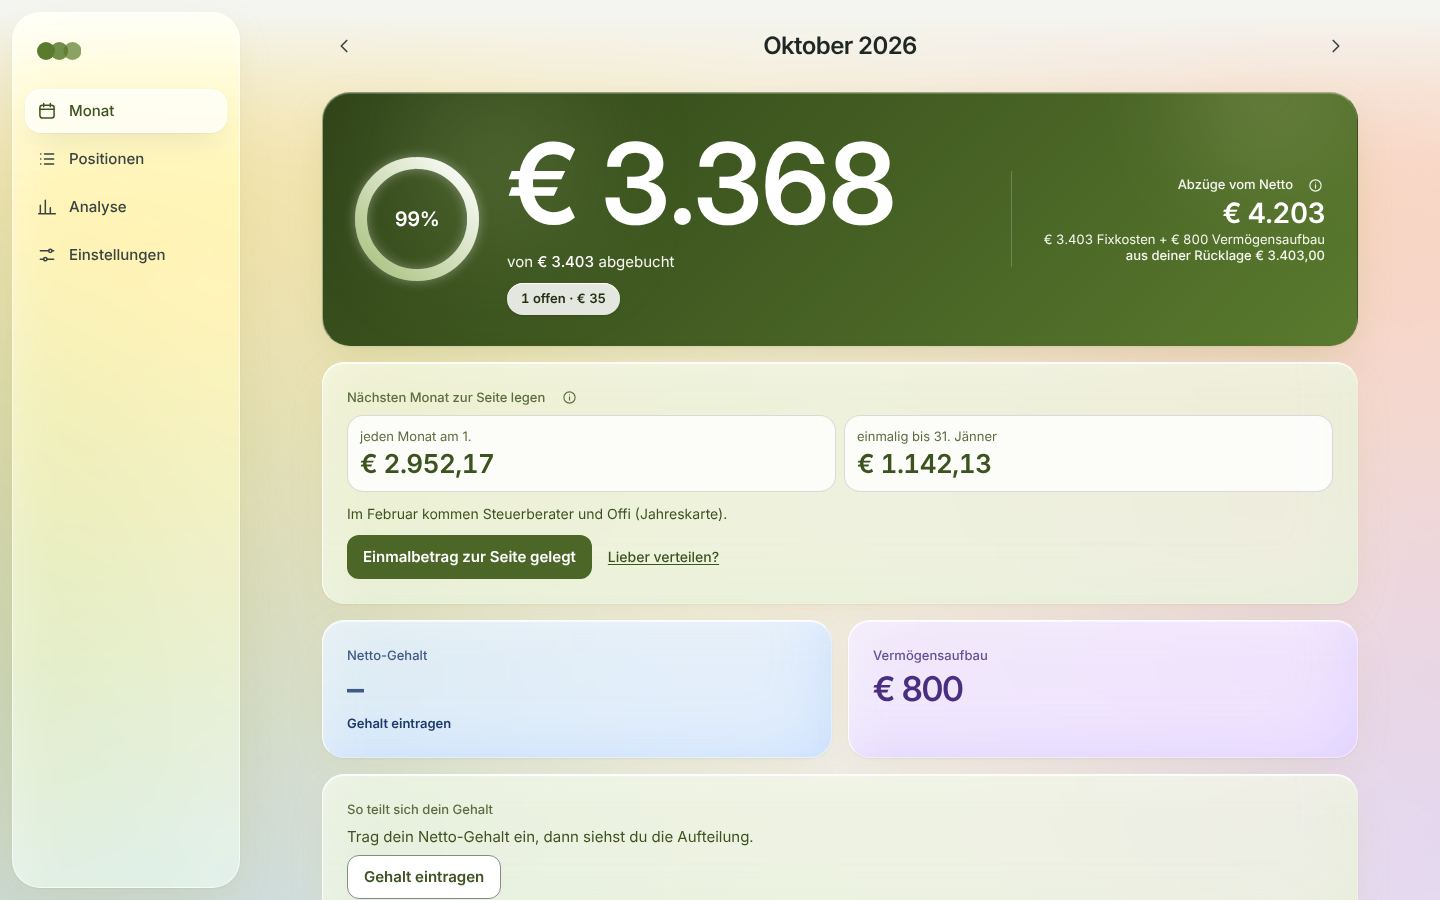 Oktober 2026
Monat
Positionen
Analyse
Einstellungen
99%
€ 3.368
von € 3.403 abgebucht
1 offen · € 35
Abzüge vom Netto
€ 4.203
€ 3.403 Fixkosten + € 800 Vermögensaufbau
aus deiner Rücklage € 3.403,00
Nächsten Monat zur Seite legen
jeden Monat am 1.
€ 2.952,17
einmalig bis 31. Jänner
€ 1.142,13
Im Februar kommen Steuerberater und Offi (Jahreskarte).
Einmalbetrag zur Seite gelegt
Lieber verteilen?
Netto-Gehalt
–
Gehalt eintragen
Vermögensaufbau
€ 800
So teilt sich dein Gehalt
Trag dein Netto-Gehalt ein, dann siehst du die Aufteilung.
Gehalt eintragen